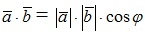 a̅ · b̅ = |a̅| · |b̅| · cos φ